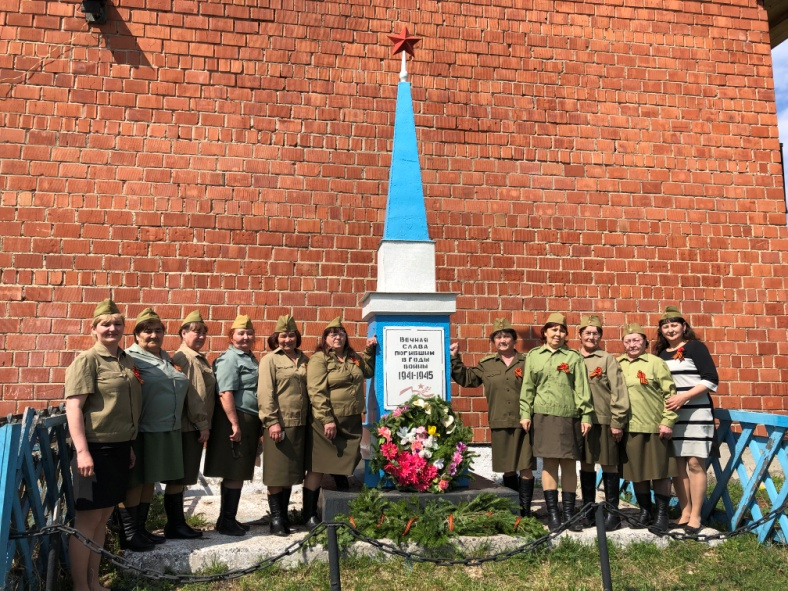 Вечная
слава
погибшим
в годы
войны
1941-1945